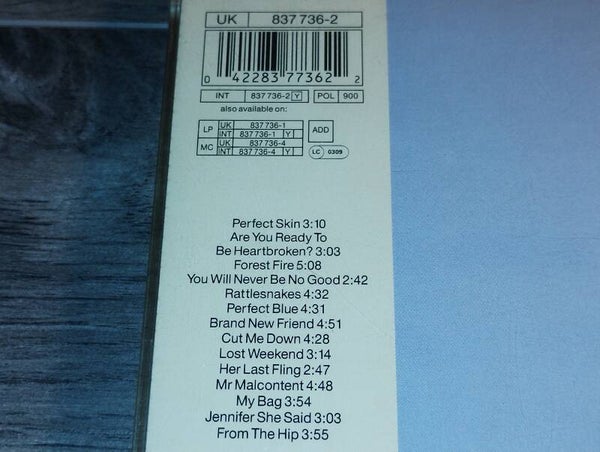 UK 837 736-2
0 42283 77362 2
INT 837 736-2 Y POL 900
also available on:
LP UK 837 736-1
INT 837 736-1 Y
ADD
MC UK 837 736-4
INT 837 736-4 Y
LC 0309
Perfect Skin 3:10
Are You Ready To
Be Heartbroken? 3:03
Forest Fire 5:08
You Will Never Be No Good 2:42
Rattlesnakes 4:32
Perfect Blue 4:31
Brand New Friend 4:51
Cut Me Down 4:28
Lost Weekend 3:14
Her Last Fling 2:47
Mr Malcontent 4:48
My Bag 3:54
Jennifer She Said 3:03
From The Hip 3:55